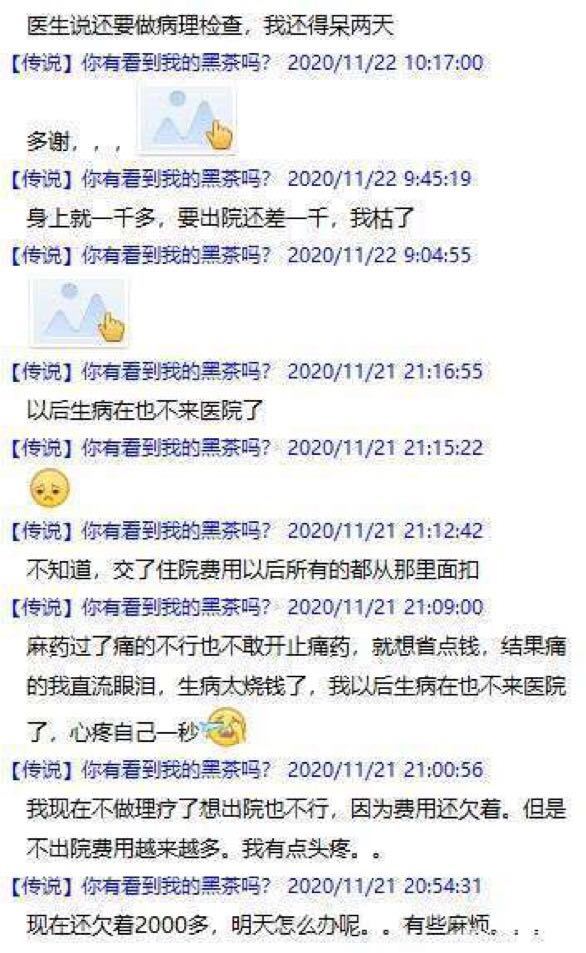 医生说还要做病理检查，我还得呆两天
【传说】你有看到我的黑茶吗？ 2020/11/22 10:17:00
多谢，，，
【传说】你有看到我的黑茶吗？ 2020/11/22 9:45:19
身上就一千多，要出院还差一千，我枯了
【传说】你有看到我的黑茶吗？ 2020/11/22 9:04:55
【传说】你有看到我的黑茶吗？ 2020/11/21 21:16:55
以后生病在也不来医院了
【传说】你有看到我的黑茶吗？ 2020/11/21 21:15:22
【传说】你有看到我的黑茶吗？ 2020/11/21 21:12:42
不知道，交了住院费用以后所有的都从那里面扣
【传说】你有看到我的黑茶吗？ 2020/11/21 21:09:00
麻药过了痛的不行也不敢开止痛药，就想省点钱，结果痛
的我直流眼泪，生病太烧钱了，我以后生病在也不来医院
了，心疼自己一秒
【传说】你有看到我的黑茶吗？ 2020/11/21 21:00:56
我现在不做理疗了想出院也不行，因为费用还欠着。但是
不出院费用越来越多。我有点头疼。。
【传说】你有看到我的黑茶吗？ 2020/11/21 20:54:31
现在还欠着2000多，明天怎么办呢。。有些麻烦。．．